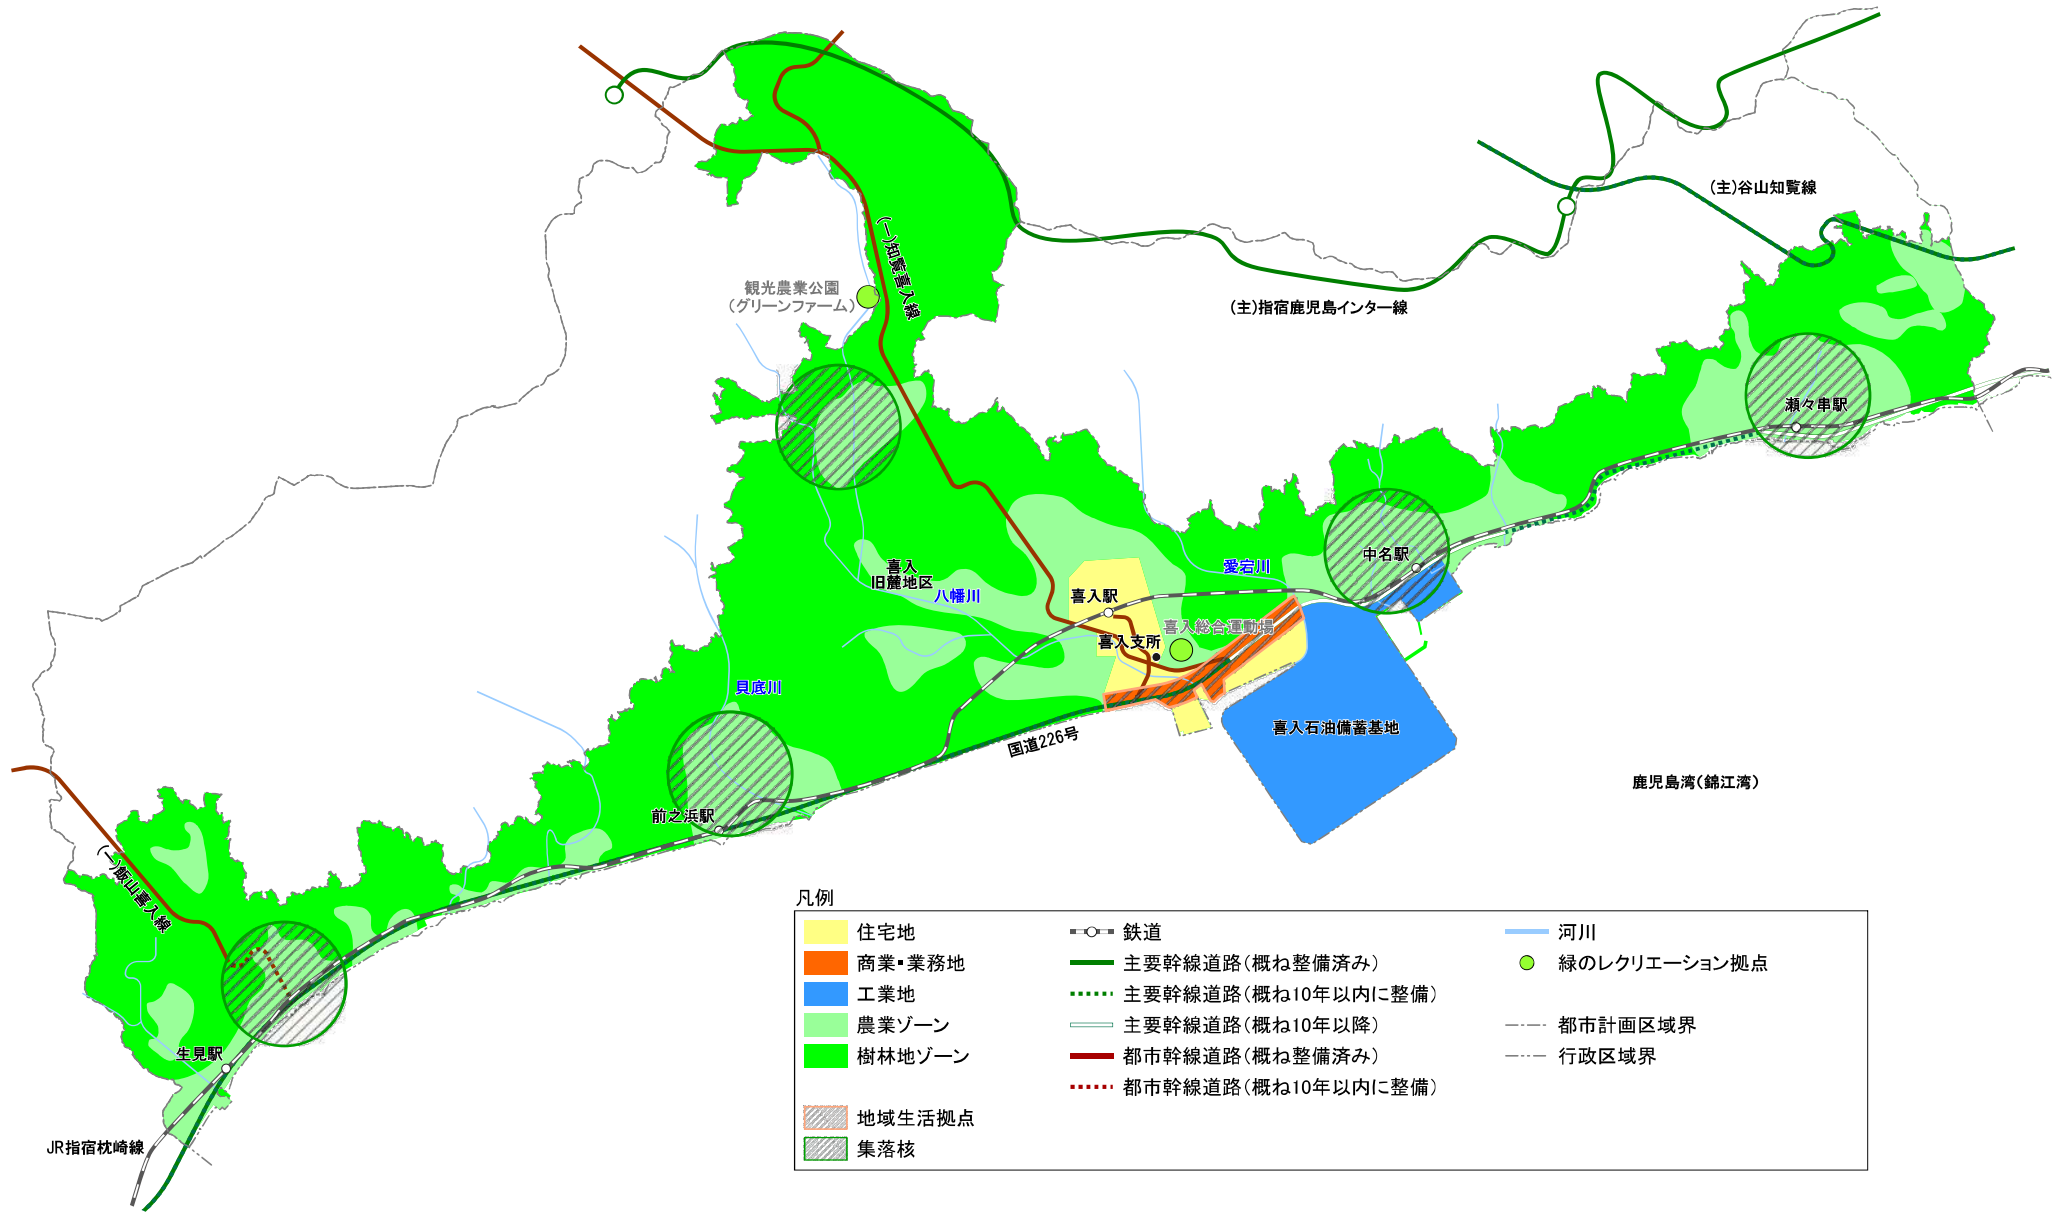 (主)谷山知覧線
(一)知覧喜入線
観光農業公園
(グリーンファーム)
(主)指宿鹿児島インター線
瀬々串駅
中名駅
喜入
旧麓地区
八幡川
愛宕川
喜入駅
喜入総合運動場
喜入支所
貝底川
国道226号
喜入石油備蓄基地
鹿児島湾(錦江湾)
前之浜駅
(一)飯山喜入線
生見駅
JR指宿枕崎線
凡例
住宅地
商業・業務地
工業地
農業ゾーン
樹林地ゾーン
地域生活拠点
集落核
鉄道
主要幹線道路(概ね整備済み)
主要幹線道路(概ね10年以内に整備)
主要幹線道路(概ね10年以降)
都市幹線道路(概ね整備済み)
都市幹線道路(概ね10年以内に整備)
河川
緑のレクリエーション拠点
都市計画区域界
行政区域界